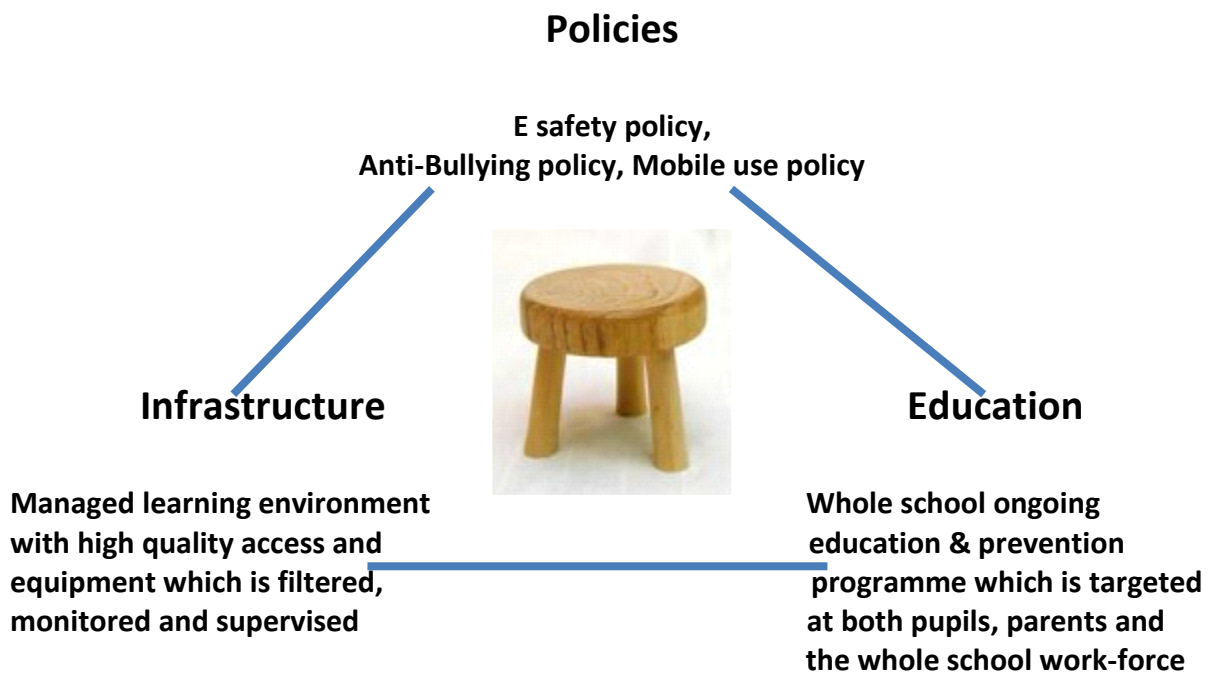 Policies
E safety policy,
Anti-Bullying policy, Mobile use policy
Infrastructure
Managed learning environment
with high quality access and
equipment which is filtered,
monitored and supervised
Education
Whole school ongoing
education & prevention
programme which is targeted
at both pupils, parents and
the whole school work-force